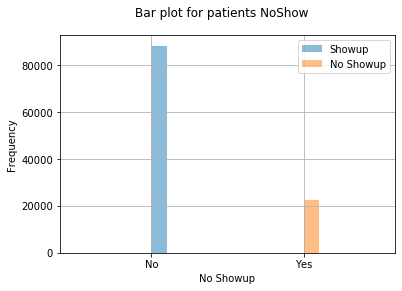 Bar plot for patients NoShow
Showup
No Showup
80000
60000
40000
20000
0
Frequency
No
Yes
No Showup